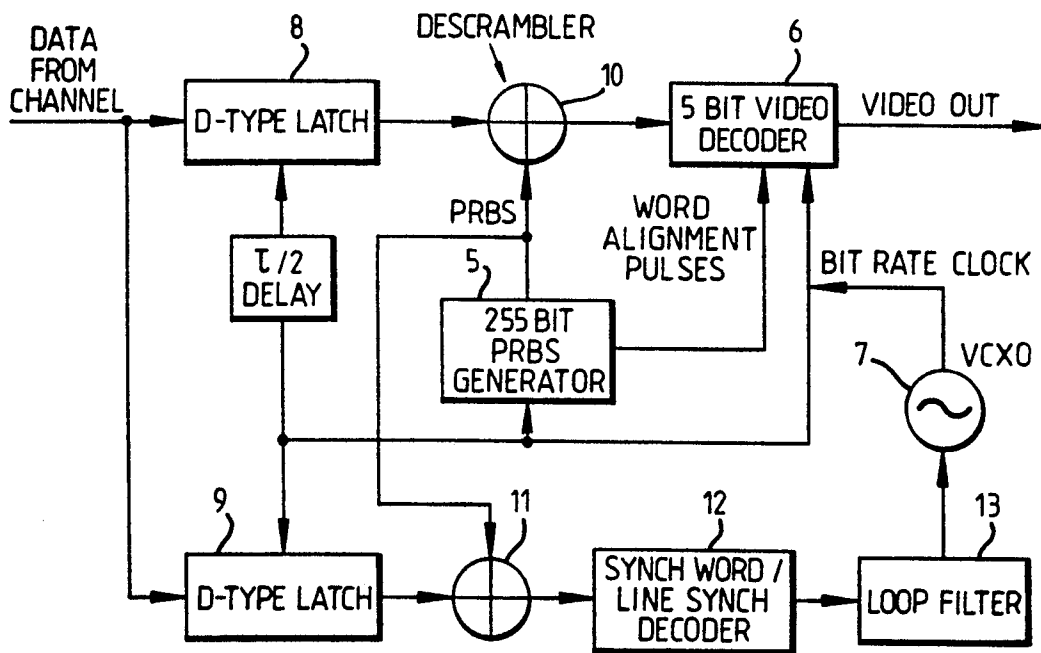 DATA
FROM
CHANNEL
8
D-TYPE LATCH
DESCRAMBLER
10
6
5 BIT VIDEO
DECODER
VIDEO OUT
PRBS
WORD
ALIGNMENT
PULSES
τ/2
DELAY
5
255 BIT
PRBS
GENERATOR
BIT RATE CLOCK
7
VCXO
9
D-TYPE LATCH
11
12
SYNCH WORD /
LINE SYNCH
DECODER
13
LOOP FILTER